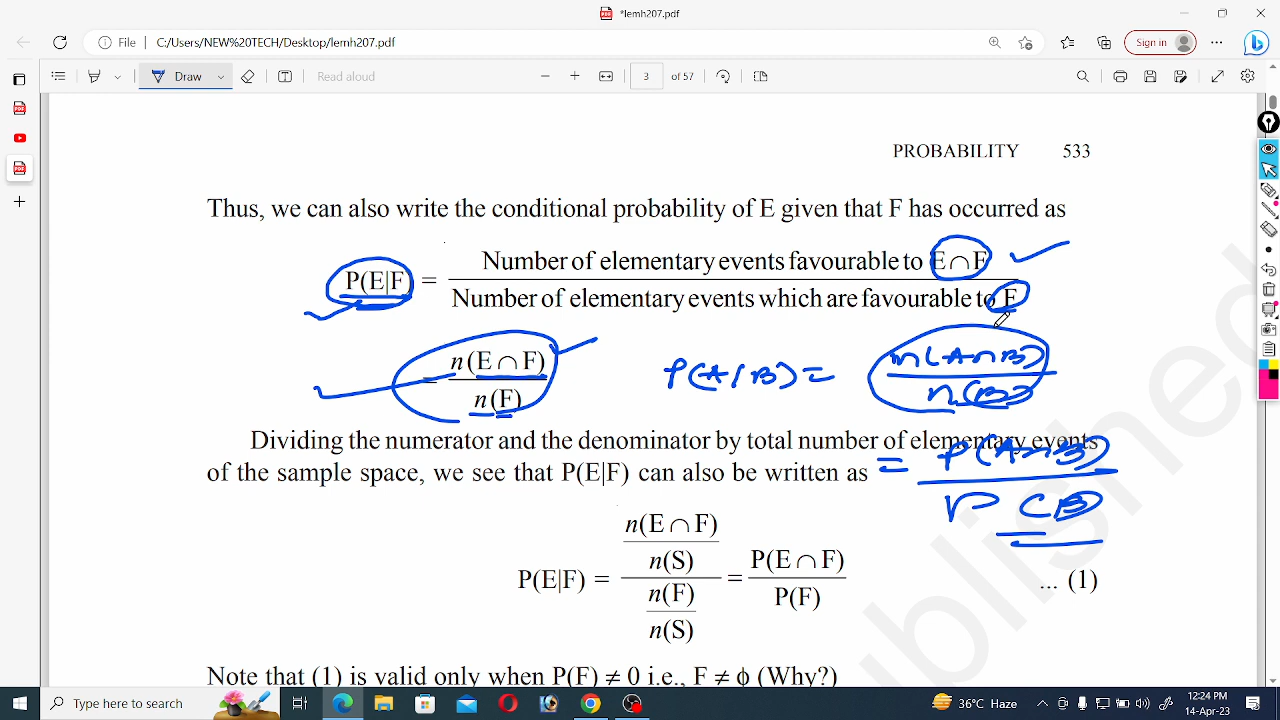 *lemh207.pdf
File C:/Users/NEW%20TECH/Desktop/lemh207.pdf Sign in
Draw Read aloud 3 of 57
PROBABILITY 533
Thus, we can also write the conditional probability of E given that F has occurred as
P(E|F) = Number of elementary events favourable to E ∩ F / Number of elementary events which are favourable to F
= n(E ∩ F) / n(F) P(A/B) = n(A∩B) / n(B)
Dividing the numerator and the denominator by total number of elementary events
of the sample space, we see that P(E|F) can also be written as = P(A∩B) / P(B)
P(E|F) = n(E ∩ F)/n(S) / n(F)/n(S) = P(E ∩ F) / P(F) ... (1)
Note that (1) is valid only when P(F) ≠ 0 i.e., F ≠ φ (Why?)
blished
Type here to search 36°C Haze ENG 12:24 PM
14-Apr-23